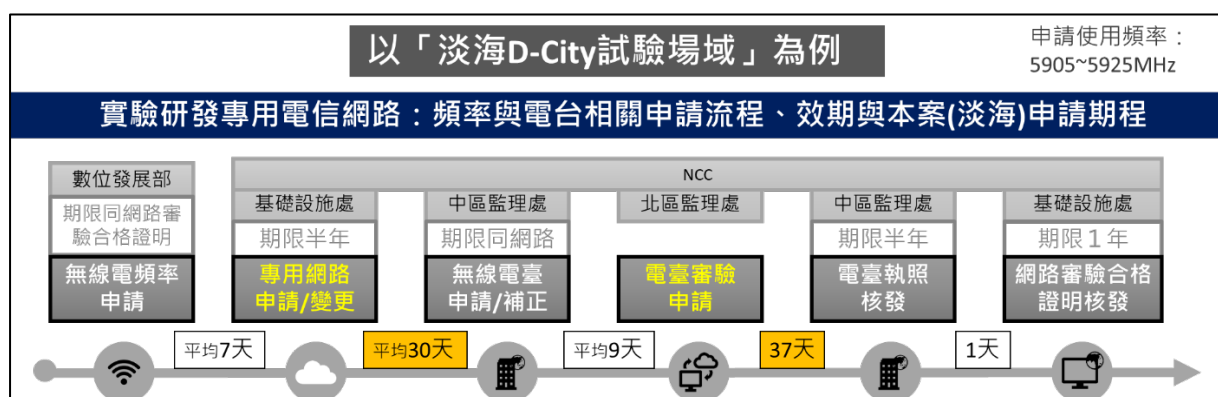 以「淡海D-City試驗場域」為例
申請使用頻率：
5905~5925MHz
實驗研發專用電信網路：頻率與電台相關申請流程、效期與本案(淡海)申請期程
數位發展部
期限同網路審
驗合格證明
無線電頻率
申請
NCC
基礎設施處
期限半年
專用網路
申請/變更
中區監理處
期限同網路
無線電臺
申請/補正
北區監理處
電臺審驗
申請
中區監理處
期限半年
電臺執照
核發
基礎設施處
期限１年
網路審驗合格
證明核發
平均7天
平均30天
平均9天
37天
1天